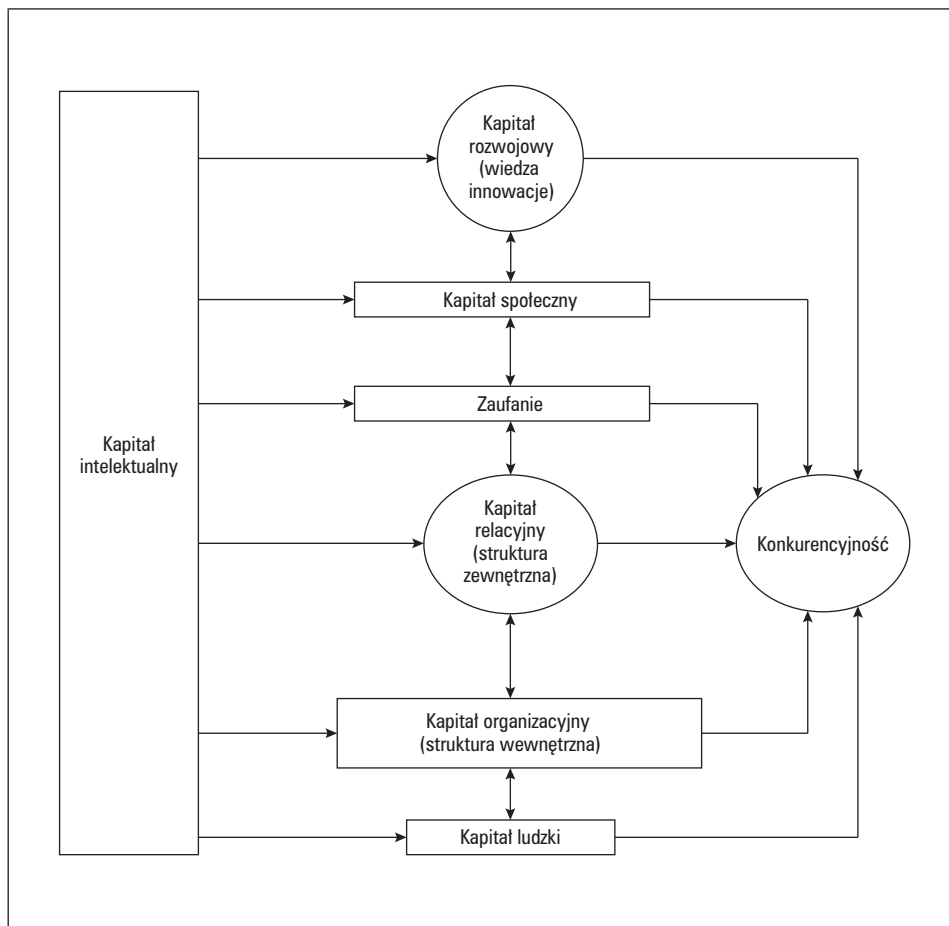 Kapitał
rozwojowy
(wiedza
innowacje)
Kapitał społeczny
Zaufanie
Kapitał
intelektualny
Kapitał
relacyjny
(struktura
zewnętrzna)
Konkurencyjność
Kapitał organizacyjny
(struktura wewnętrzna)
Kapitał ludzki